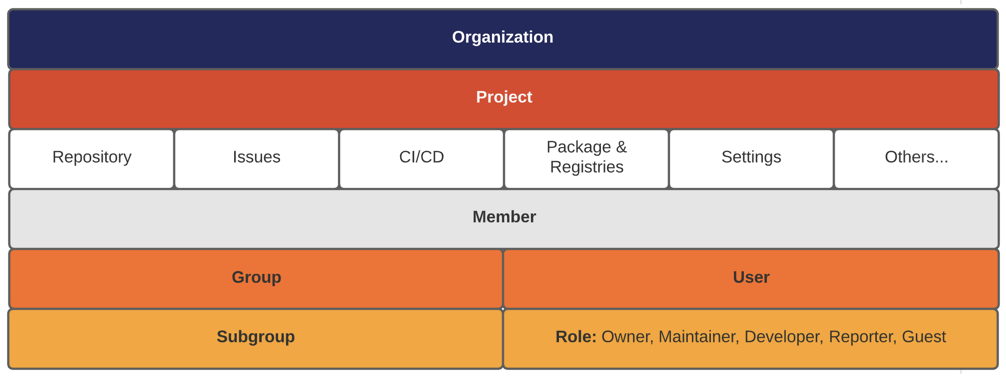 Organization
Project
Repository
Issues
CI/CD
Package &
Registries
Settings
Others...
Member
Group
User
Subgroup
Role: Owner, Maintainer, Developer, Reporter, Guest